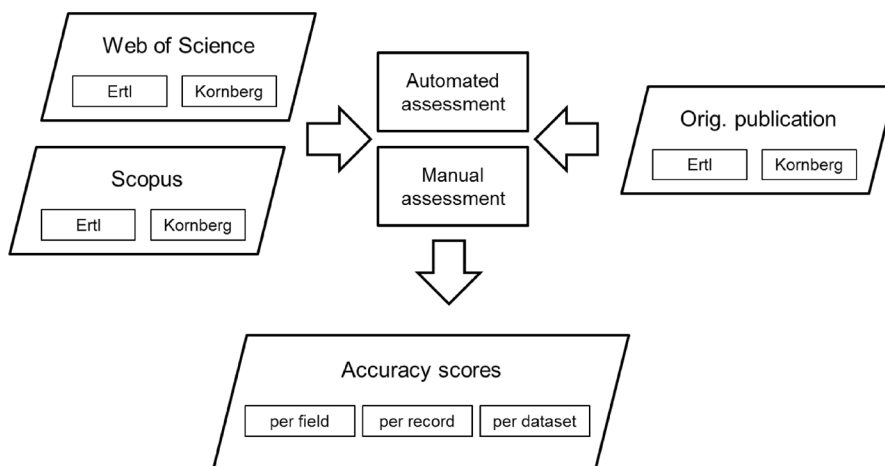 Web of Science
Ertl
Kornberg
Scopus
Ertl
Kornberg
Automated
assessment
Manual
assessment
Orig. publication
Ertl
Kornberg
Accuracy scores
per field
per record
per dataset